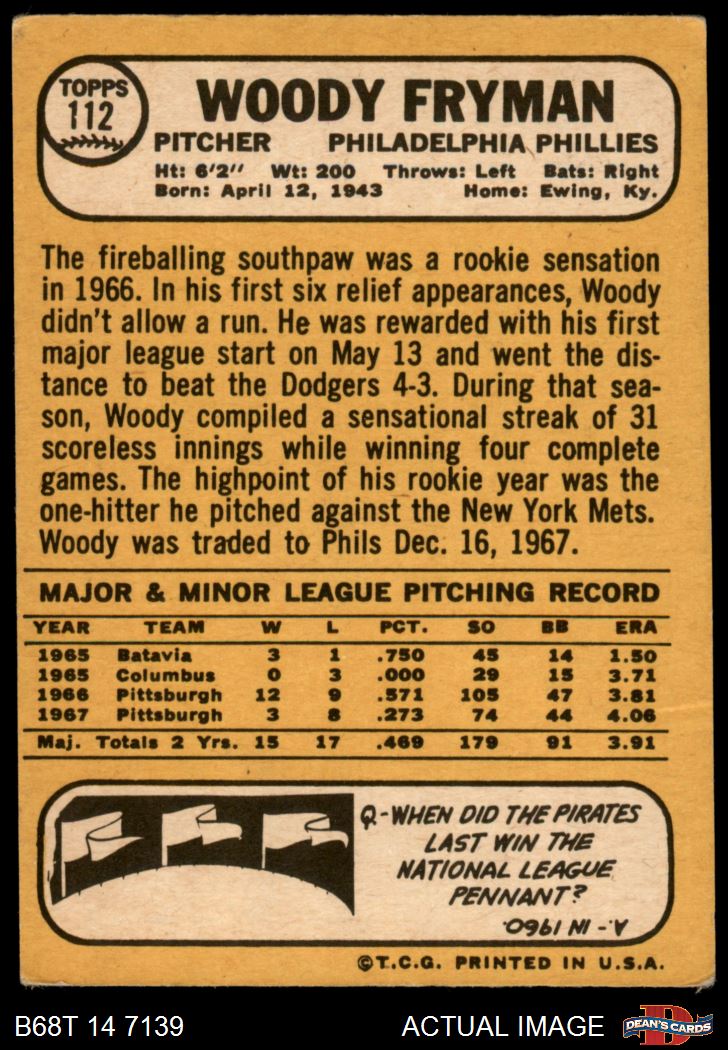 TOPPS
112
WOODY FRYMAN
PITCHER PHILADELPHIA PHILLIES
Ht: 6'2" Wt: 200 Throws: Left Bats: Right
Born: April 12, 1943 Home: Ewing, Ky.
The fireballing southpaw was a rookie sensation
in 1966. In his first six relief appearances, Woody
didn't allow a run. He was rewarded with his first
major league start on May 13 and went the dis-
tance to beat the Dodgers 4-3. During that sea-
son, Woody compiled a sensational streak of 31
scoreless innings while winning four complete
games. The highpoint of his rookie year was the
one-hitter he pitched against the New York Mets.
Woody was traded to Phils Dec. 16, 1967.
MAJOR & MINOR LEAGUE PITCHING RECORD
YEAR TEAM W L PCT. SO BB ERA
1965 Batavia 3 1 .750 45 14 1.50
1965 Columbus 0 3 .000 29 15 3.71
1966 Pittsburgh 12 9 .571 105 47 3.81
1967 Pittsburgh 3 8 .273 74 44 4.06
Maj. Totals 2 Yrs. 15 17 .469 179 91 3.91
Q-WHEN DID THE PIRATES
LAST WIN THE
NATIONAL LEAGUE
PENNANT?
A.- IN 1960.
©T.C.G. PRINTED IN U.S.A.
B68T 14 7139 ACTUAL IMAGE
D
DEAN'S CARDS